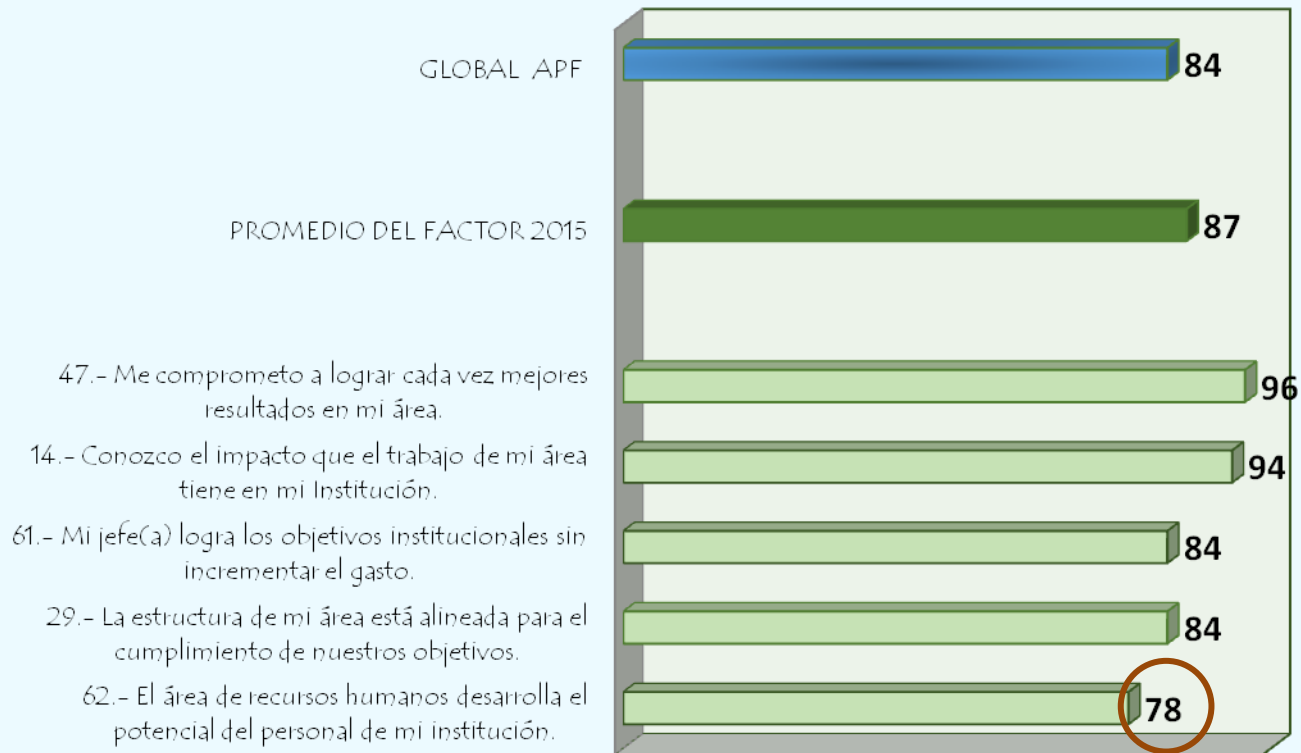 GLOBAL APF
84
PROMEDIO DEL FACTOR 2015
87
47.- Me comprometo a lograr cada vez mejores
resultados en mi área.
96
14.- Conozco el impacto que el trabajo de mi área
tiene en mi Institución.
94
61.- Mi jefe(a) logra los objetivos institucionales sin
incrementar el gasto.
84
29.- La estructura de mi área está alineada para el
cumplimiento de nuestros objetivos.
84
62.- El área de recursos humanos desarrolla el
potencial del personal de mi institución.
78